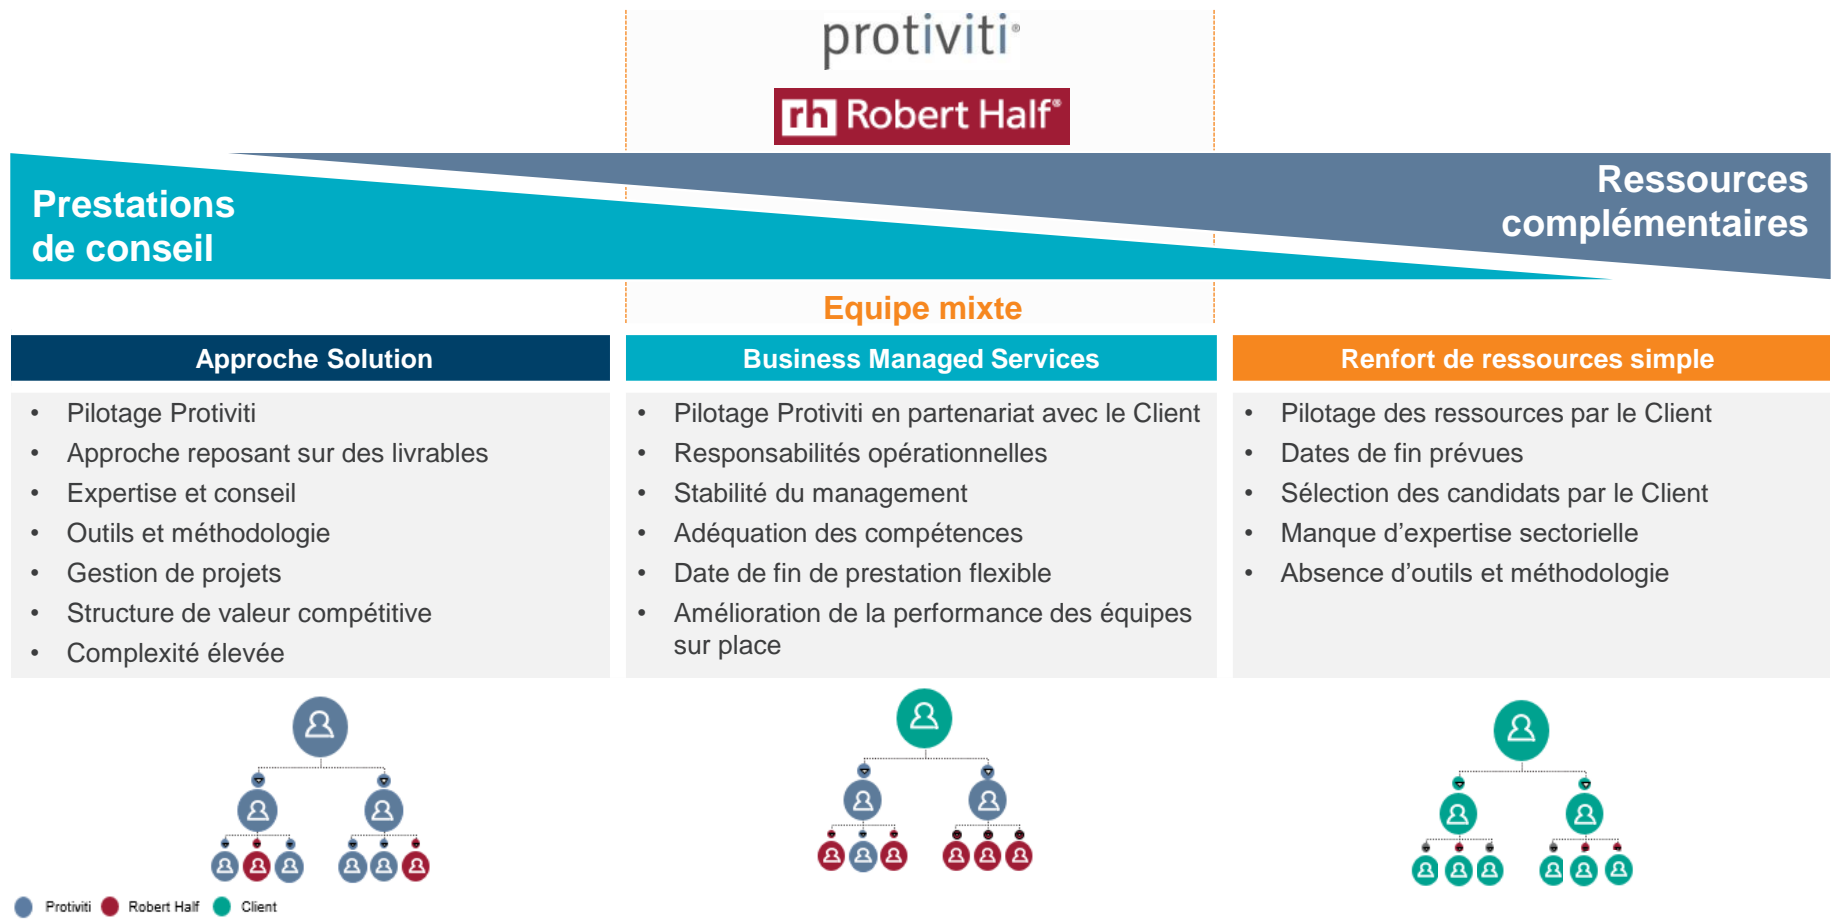 protiviti®
rh Robert Half®
Prestations
de conseil
Ressources
complémentaires
Equipe mixte
Approche Solution
• Pilotage Protiviti
• Approche reposant sur des livrables
• Expertise et conseil
• Outils et méthodologie
• Gestion de projets
• Structure de valeur compétitive
• Complexité élevée
Business Managed Services
• Pilotage Protiviti en partenariat avec le Client
• Responsabilités opérationnelles
• Stabilité du management
• Adéquation des compétences
• Date de fin de prestation flexible
• Amélioration de la performance des équipes
sur place
Renfort de ressources simple
• Pilotage des ressources par le Client
• Dates de fin prévues
• Sélection des candidats par le Client
• Manque d’expertise sectorielle
• Absence d’outils et méthodologie
Protiviti Robert Half Client